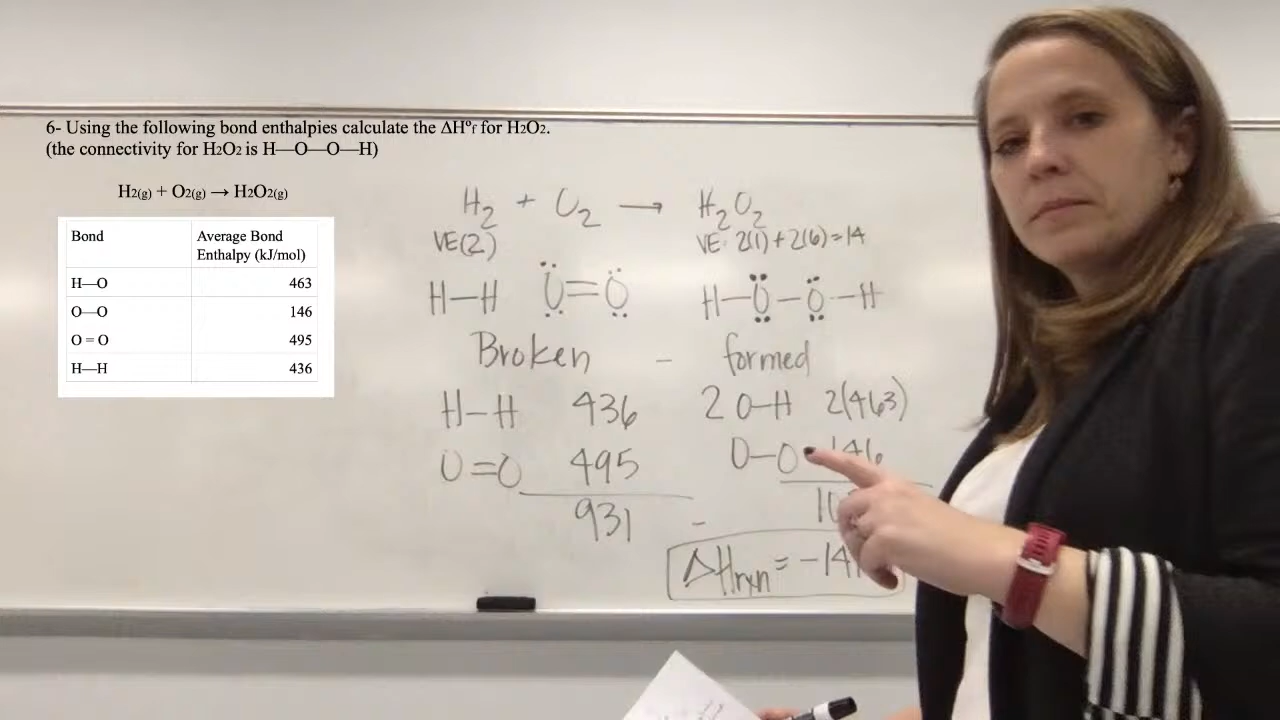 6- Using the following bond enthalpies calculate the ΔH°f for H2O2.
(the connectivity for H2O2 is H—O—O—H)
H2(g) + O2(g) → H2O2(g)
Bond Average Bond Enthalpy (kJ/mol)
H—O 463
O—O 146
O = O 495
H—H 436
H2 + O2 → H2O2
VE(2) VE: 2(1)+2(6)=14
H–H O=O H–O–O–H
Broken – formed
H–H 436 2 O–H 2(463)
O=O 495 O–O 146
931 –
ΔHrxn =